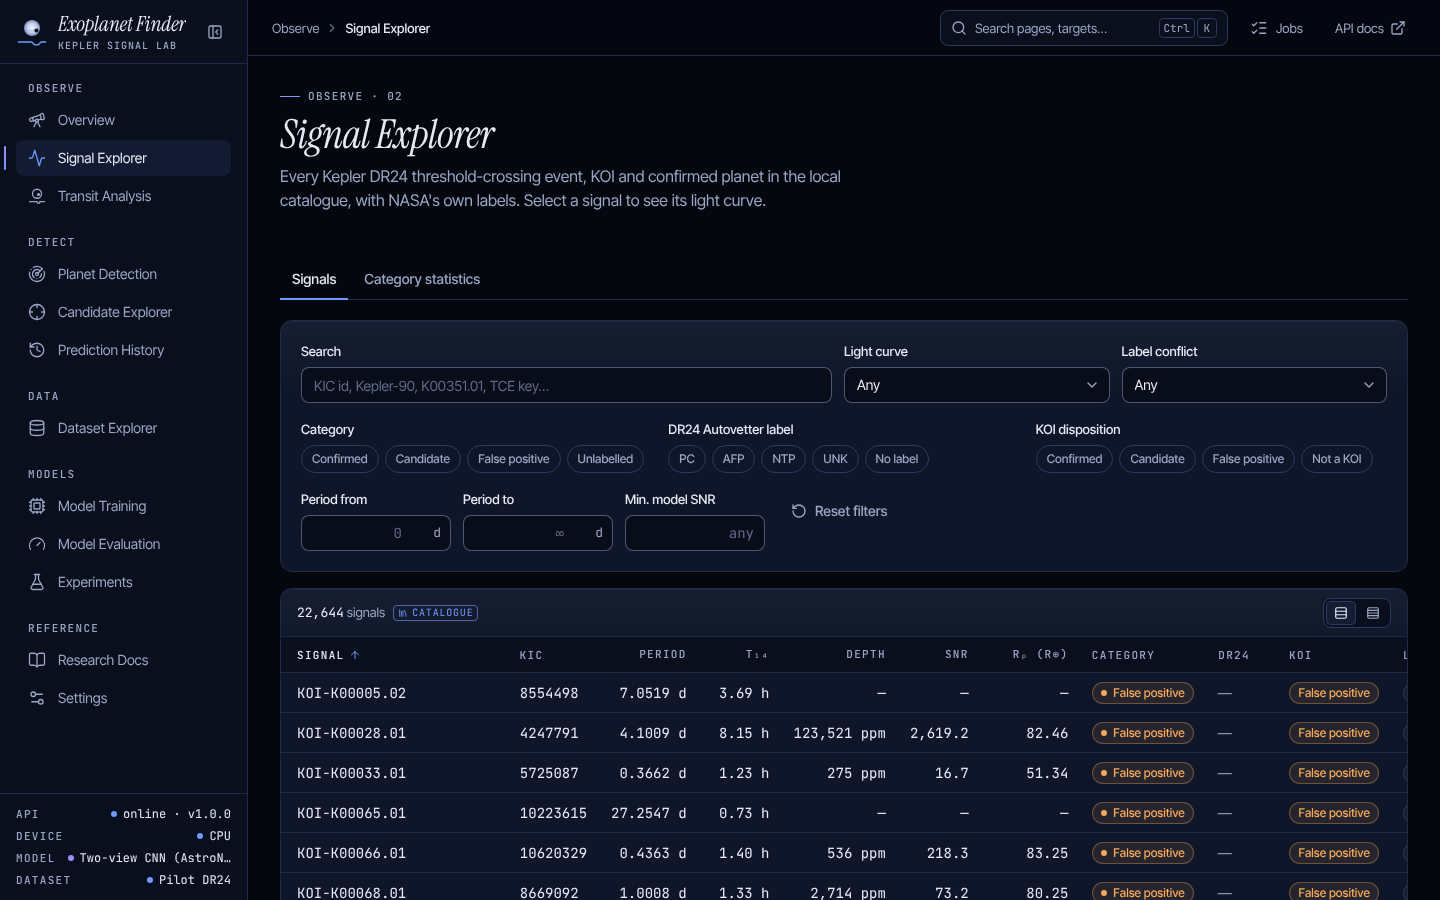 Exoplanet Finder
KEPLER SIGNAL LAB
OBSERVE
Overview
Signal Explorer
Transit Analysis
DETECT
Planet Detection
Candidate Explorer
Prediction History
DATA
Dataset Explorer
MODELS
Model Training
Model Evaluation
Experiments
REFERENCE
Research Docs
Settings
API online · v1.0.0
DEVICE CPU
MODEL Two-view CNN (AstroN…
DATASET Pilot DR24
Observe > Signal Explorer
Search pages, targets... Ctrl K
Jobs
API docs
OBSERVE · 02
Signal Explorer
Every Kepler DR24 threshold-crossing event, KOI and confirmed planet in the local
catalogue, with NASA's own labels. Select a signal to see its light curve.
Signals Category statistics
Search Light curve Label conflict
KIC id, Kepler-90, K00351.01, TCE key... Any Any
Category DR24 Autovetter label KOI disposition
Confirmed Candidate False positive Unlabelled PC AFP NTP UNK No label Confirmed Candidate False positive Not a KOI
Period from Period to Min. model SNR
0 d ∞ d any Reset filters
22,644 signals CATALOGUE
SIGNAL ↑ KIC PERIOD T₁₄ DEPTH SNR Rₚ (R⊕) CATEGORY DR24 KOI
KOI-K00005.02 8554498 7.0519 d 3.69 h — — — False positive — False positive
KOI-K00028.01 4247791 4.1009 d 8.15 h 123,521 ppm 2,619.2 82.46 False positive — False positive
KOI-K00033.01 5725087 0.3662 d 1.23 h 275 ppm 16.7 51.34 False positive — False positive
KOI-K00065.01 10223615 27.2547 d 0.73 h — — — False positive — False positive
KOI-K00066.01 10620329 0.4363 d 1.40 h 536 ppm 218.3 83.25 False positive — False positive
KOI-K00068.01 8669092 1.0008 d 1.33 h 2,714 ppm 73.2 80.25 False positive — False positive